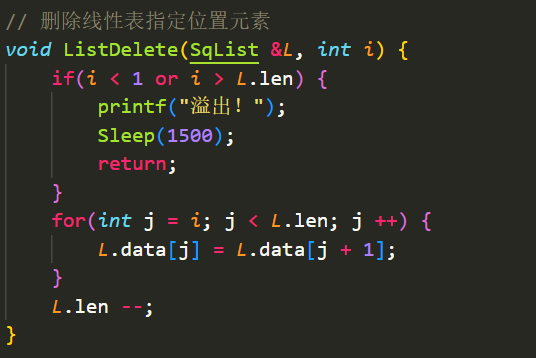 // 删除线性表指定位置元素
void ListDelete(SqList &L, int i) {
    if(i < 1 or i > L.len) {
        printf("溢出! ");
        Sleep(1500);
        return;
    }
    for(int j = i; j < L.len; j ++) {
        L.data[j] = L.data[j + 1];
    }
    L.len --;
}